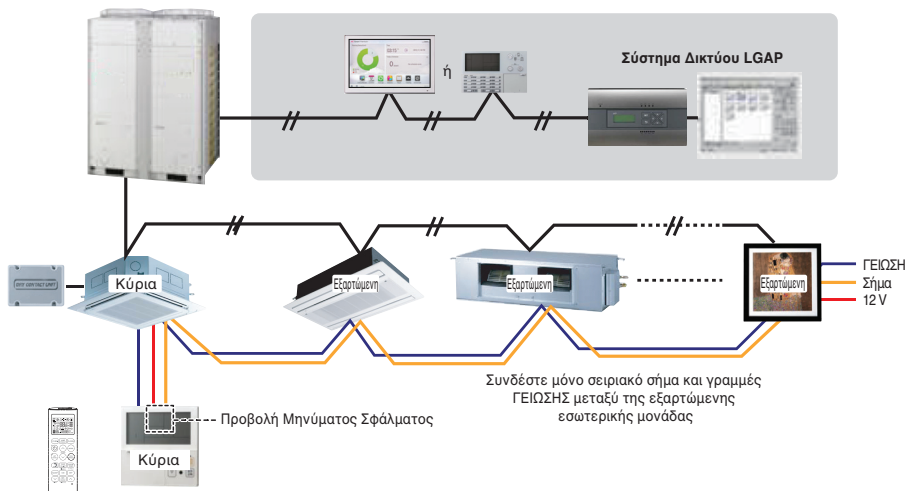 Σύστημα Δικτύου LGAP
ή
Κύρια
Εξαρτώμενη
Εξαρτώμενη
Εξαρτώμενη
ΓΕΙΩΣΗ
Σήμα
12 V
Συνδέστε μόνο σειριακό σήμα και γραμμές
ΓΕΙΩΣΗΣ μεταξύ της εξαρτώμενης
εσωτερικής μονάδας
Προβολή Μηνύματος Σφάλματος
Κύρια